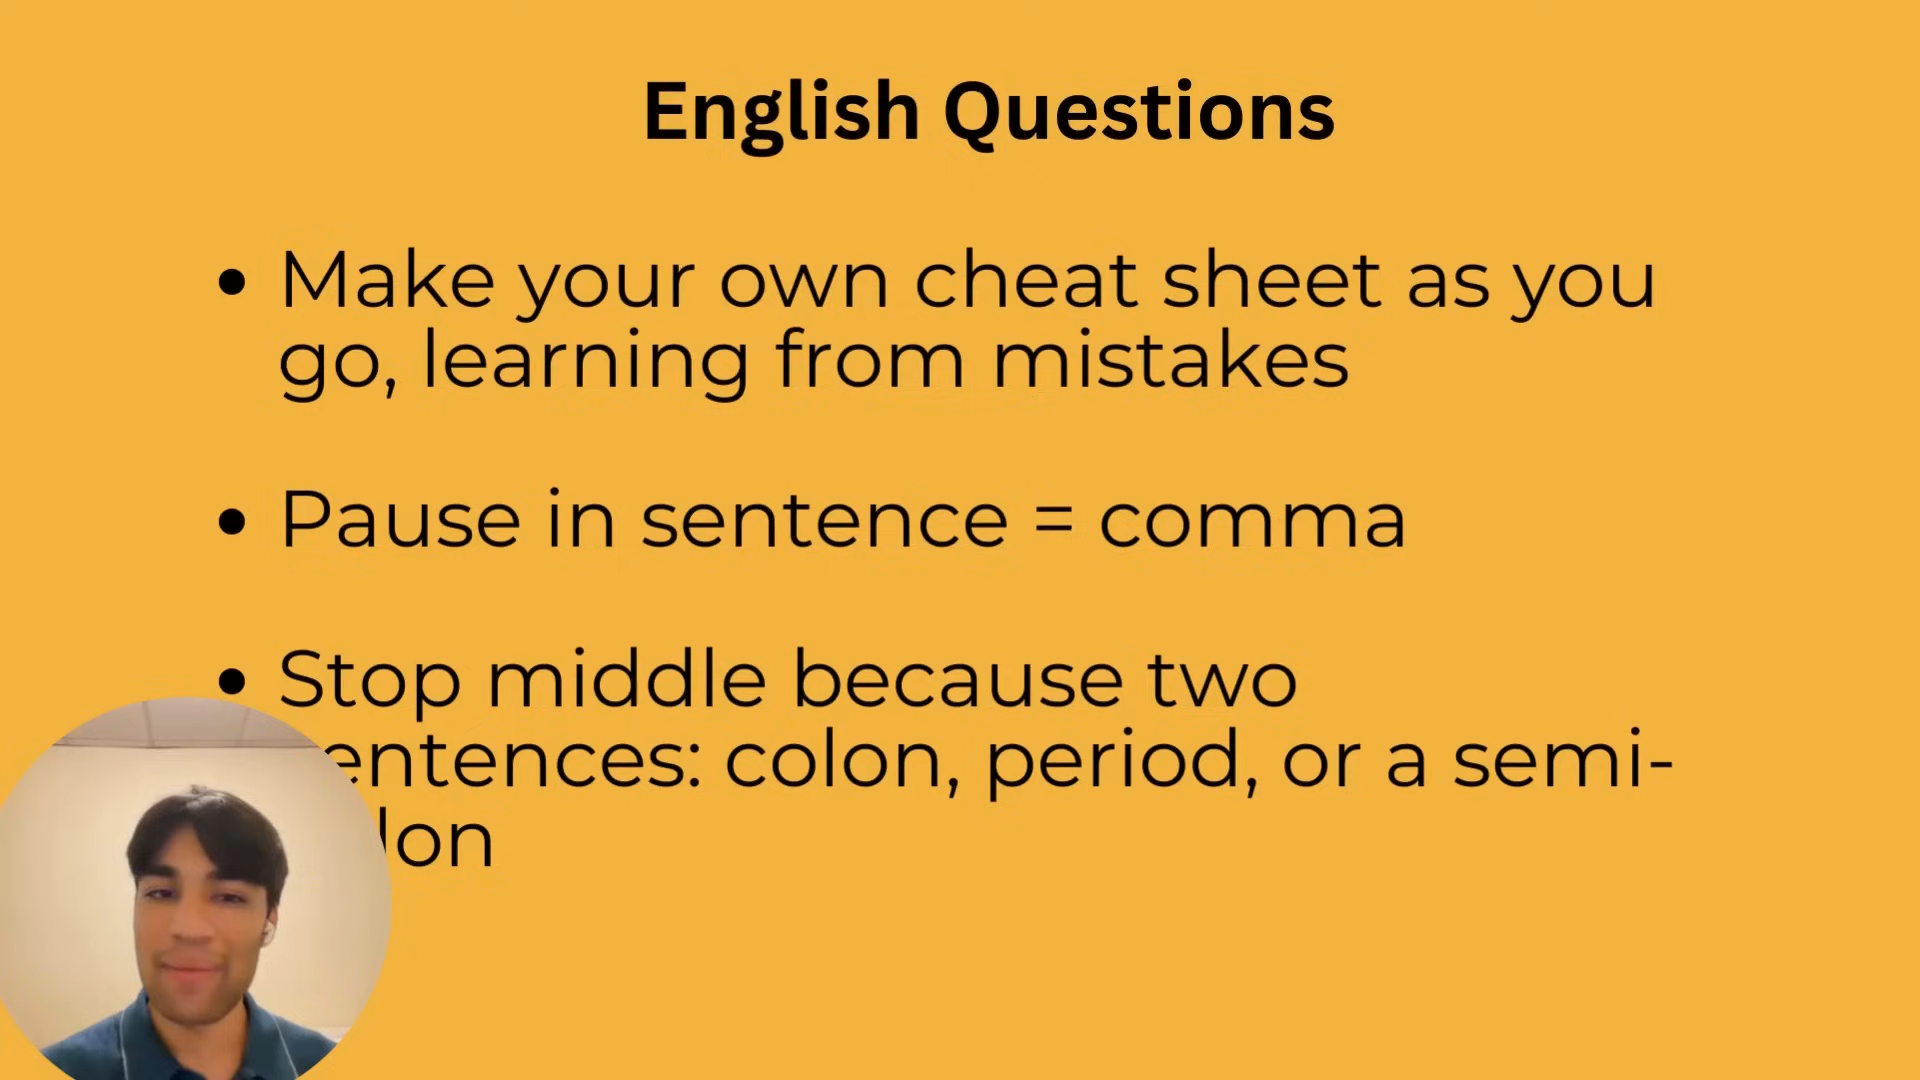 English Questions
• Make your own cheat sheet as you
go, learning from mistakes
• Pause in sentence = comma
• Stop middle because two
entences: colon, period, or a semi-
lon